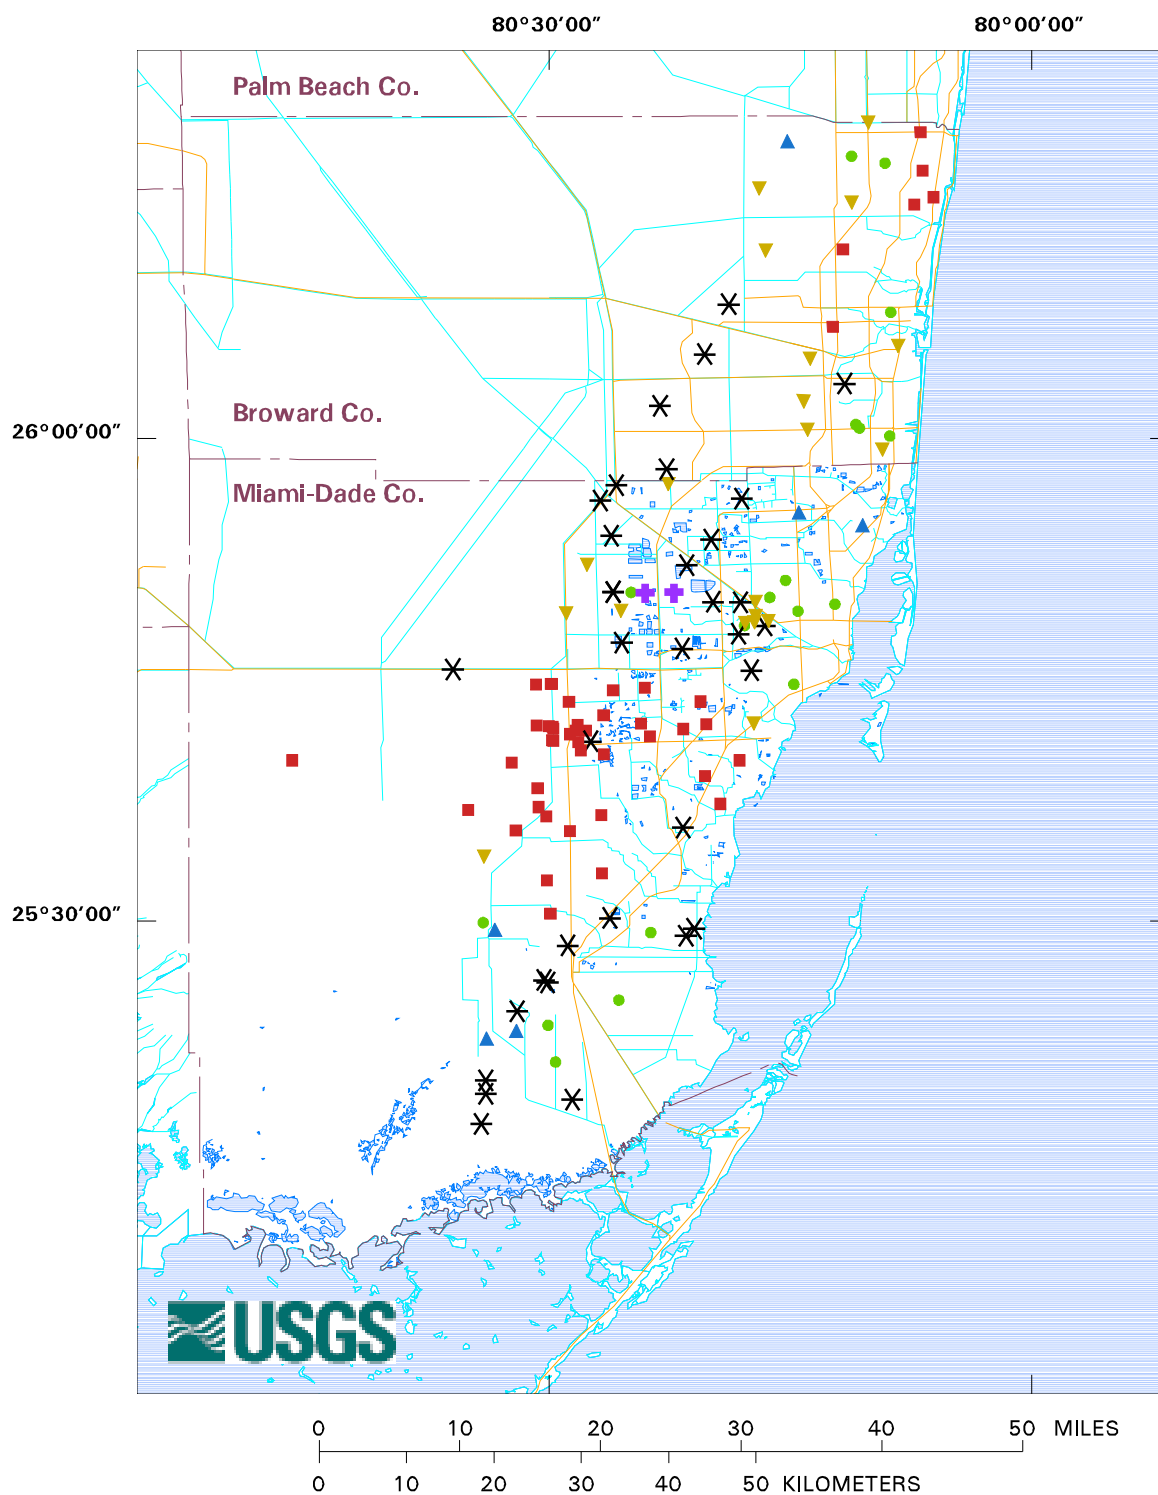 80°30'00" 80°00'00"
Palm Beach Co.
Broward Co.
26°00'00"
Miami-Dade Co.
25°30'00"
USGS
0 10 20 30 40 50 MILES
0 10 20 30 40 50 KILOMETERS